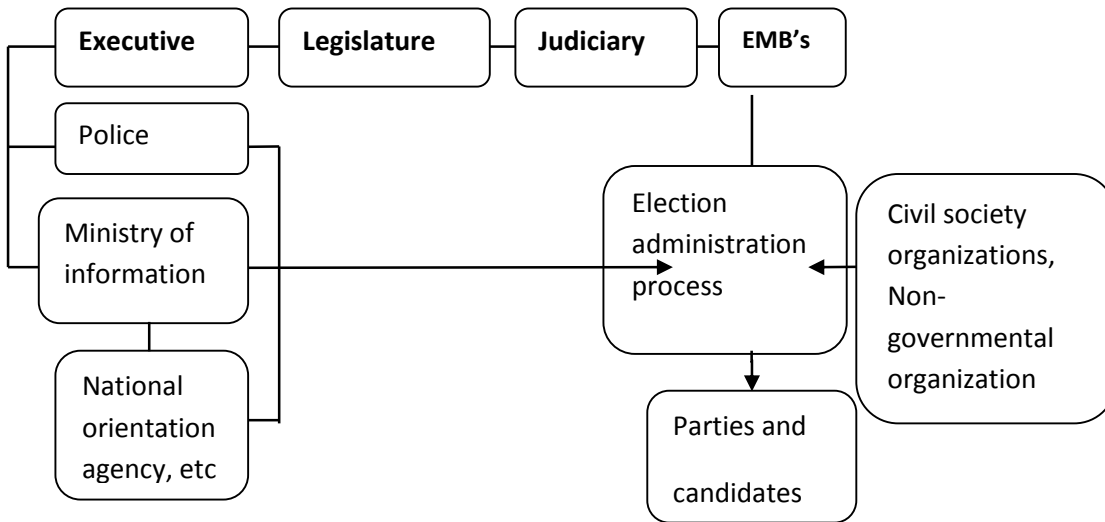 Executive
Legislature
Judiciary
EMB’s
Police
Ministry of
information
National
orientation
agency, etc
Election
administration
process
Civil society
organizations,
Non-
governmental
organization
Parties and
candidates